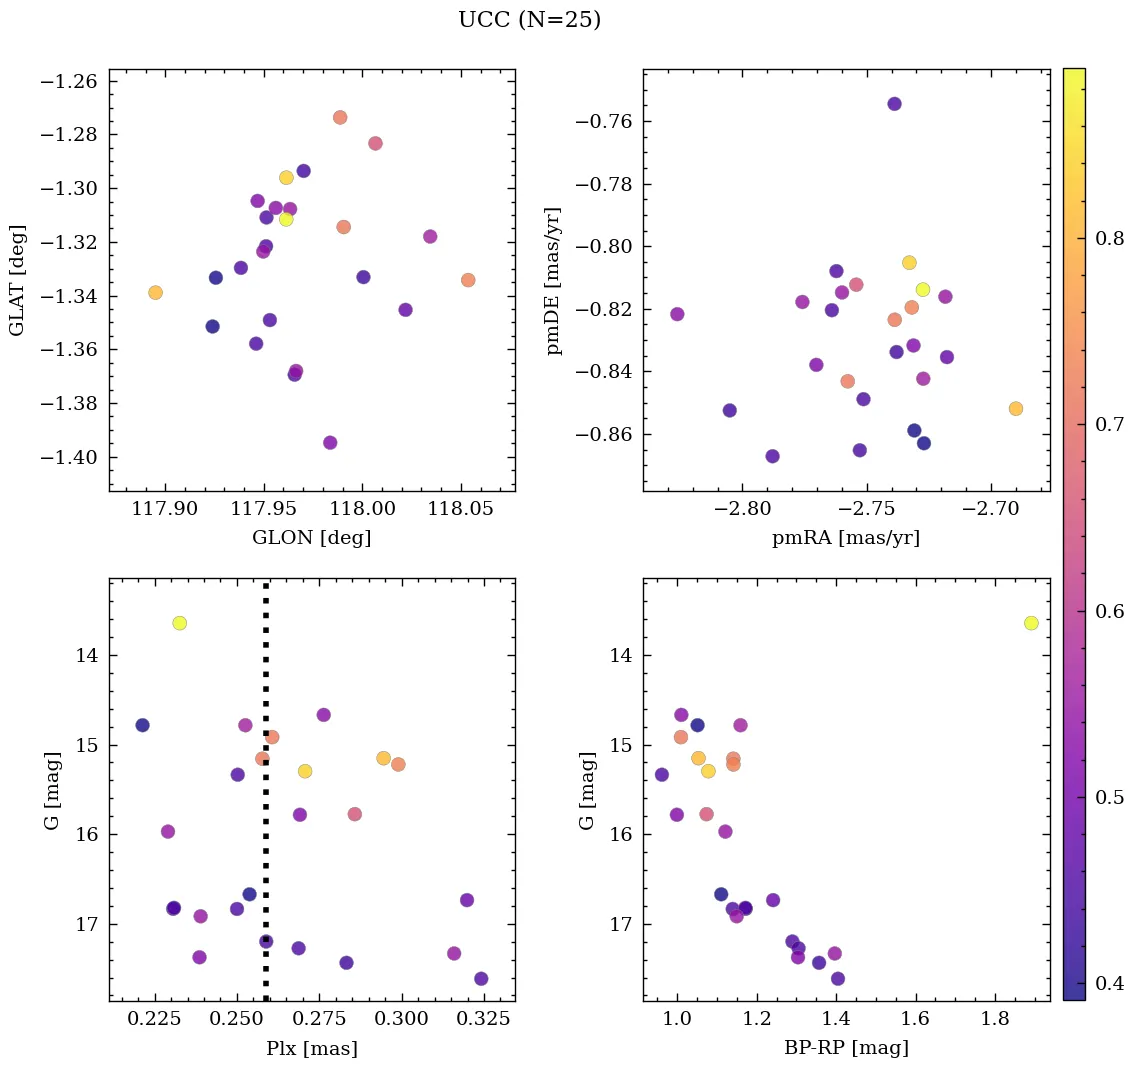 UCC (N=25)
−1.26
−1.28
−1.30
−1.32
−1.34
−1.36
−1.38
−1.40
GLAT [deg]
117.90 117.95 118.00 118.05
GLON [deg]
−0.76
−0.78
−0.80
−0.82
−0.84
−0.86
pmDE [mas/yr]
−2.80 −2.75 −2.70
pmRA [mas/yr]
14
15
16
17
G [mag]
0.225 0.250 0.275 0.300 0.325
Plx [mas]
14
15
16
17
G [mag]
1.0 1.2 1.4 1.6 1.8
BP-RP [mag]
0.8
0.7
0.6
0.5
0.4